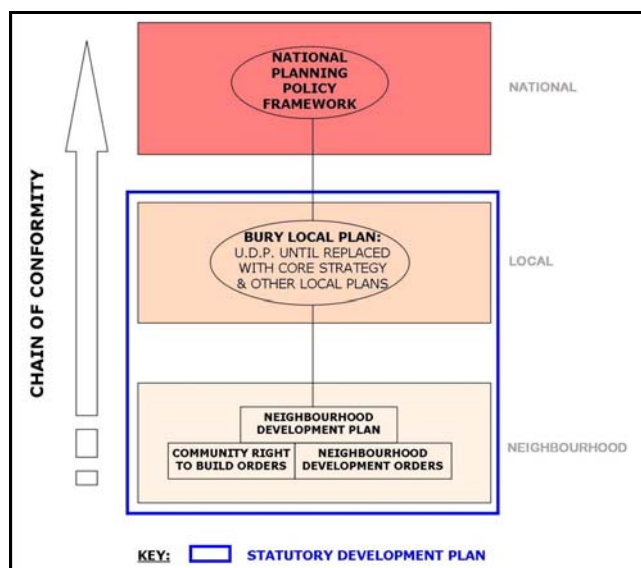 NATIONAL
PLANNING
POLICY
FRAMEWORK
NATIONAL
CHAIN OF CONFORMITY
BURY LOCAL PLAN:
U.D.P. UNTIL REPLACED
WITH CORE STRATEGY
& OTHER LOCAL PLANS
LOCAL
NEIGHBOURHOOD
DEVELOPMENT PLAN
COMMUNITY RIGHT
TO BUILD ORDERS
NEIGHBOURHOOD
DEVELOPMENT ORDERS
NEIGHBOURHOOD
KEY: STATUTORY DEVELOPMENT PLAN